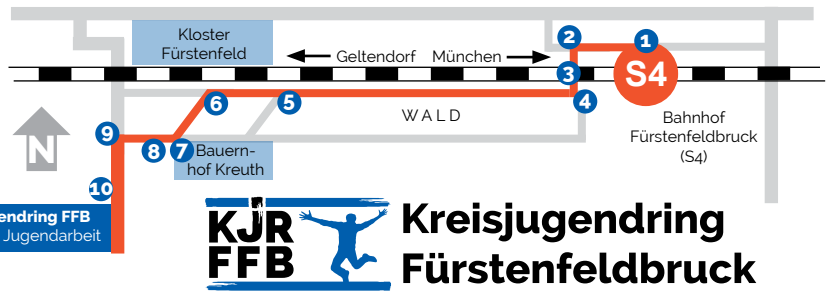 Kloster
Fürstenfeld
Geltendorf
München
1
2
3
S4
4
5
6
WALD
Bahnhof
Fürstenfeldbruck
(S4)
N
9
8
7
Bauern-
hof Kreuth
10
endring FFB
Jugendarbeit
KJR
FFB
Kreisjugendring
Fürstenfeldbruck